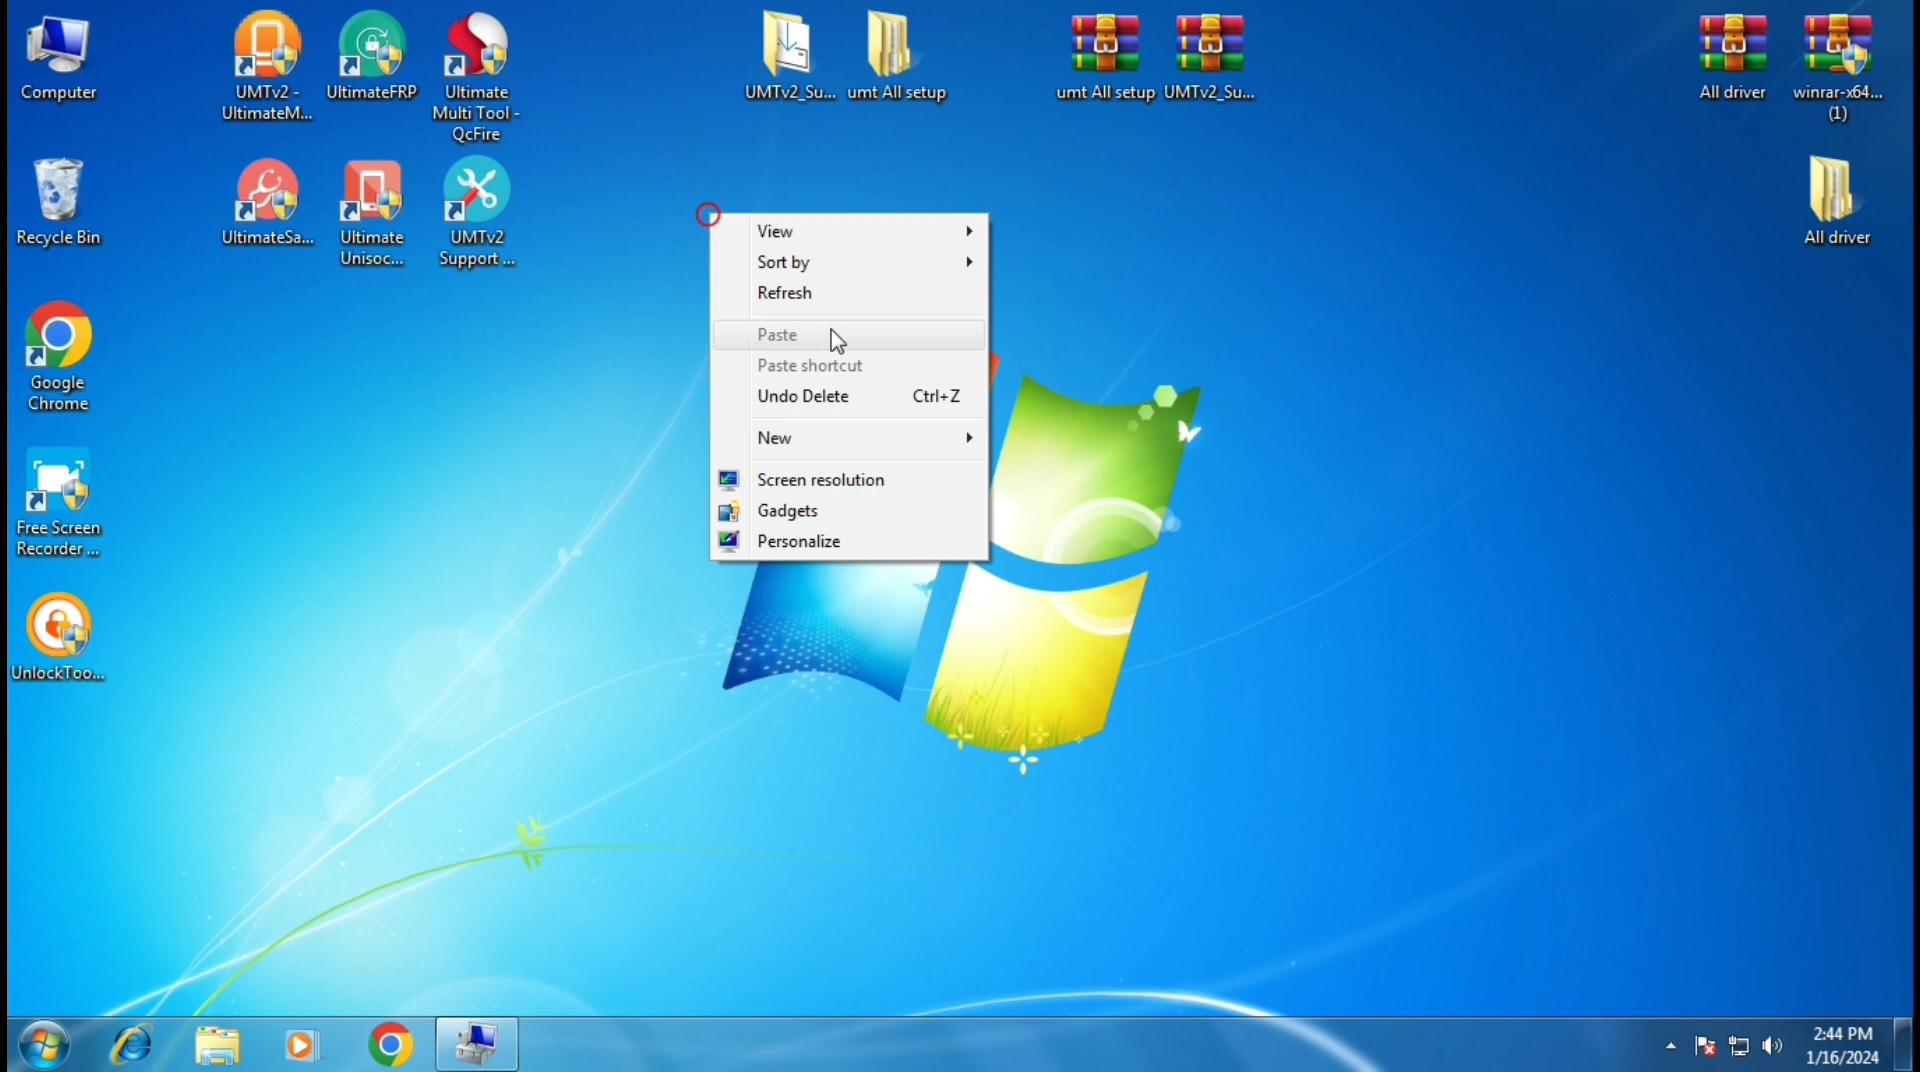 Computer
UMTv2 -
UltimateM...
UltimateFRP
Ultimate
Multi Tool -
QcFire
UMTv2_Su...
umt All setup
umt All setup
UMTv2_Su...
All driver
winrar-x64...
(1)
Recycle Bin
UltimateSa...
Ultimate
Unisoc...
UMTv2
Support ...
All driver
View
Sort by
Refresh
Paste
Paste shortcut
Undo Delete Ctrl+Z
New
Screen resolution
Gadgets
Personalize
Google
Chrome
Free Screen
Recorder ...
UnlockToo...
2:44 PM
1/16/2024